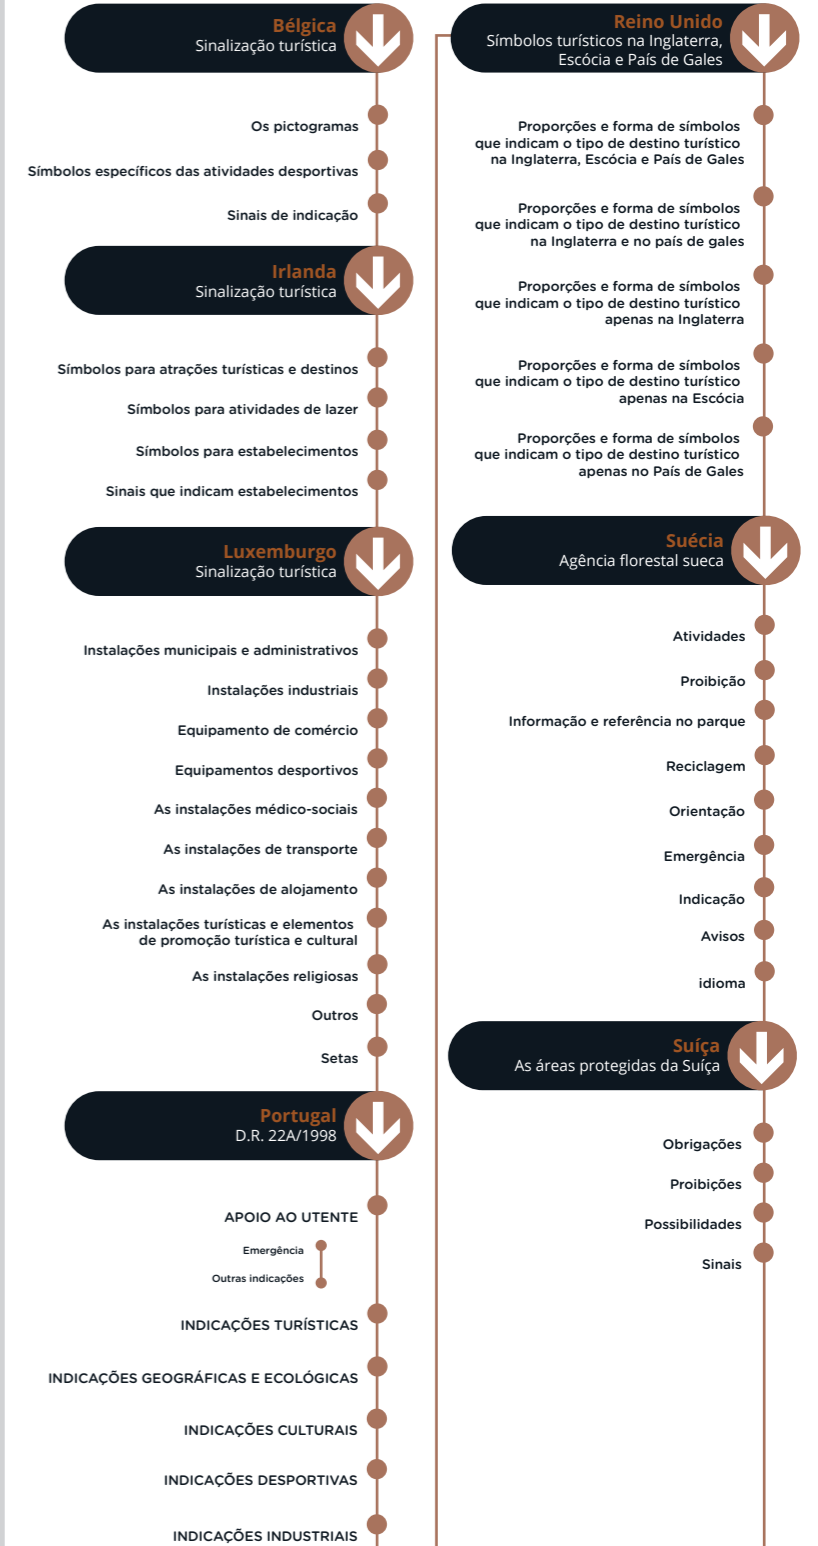 Bélgica
Sinalização turística
Os pictogramas
Símbolos específicos das atividades desportivas
Sinais de indicação
Irlanda
Sinalização turística
Símbolos para atrações turísticas e destinos
Símbolos para atividades de lazer
Símbolos para estabelecimentos
Sinais que indicam estabelecimentos
Luxemburgo
Sinalização turística
Instalações municipais e administrativos
Instalações industriais
Equipamento de comércio
Equipamentos desportivos
As instalações médico-sociais
As instalações de transporte
As instalações de alojamento
As instalações turísticas e elementos
de promoção turística e cultural
As instalações religiosas
Outros
Setas
Portugal
D.R. 22A/1998
APOIO AO UTENTE
Emergência
Outras indicações
INDICAÇÕES TURÍSTICAS
INDICAÇÕES GEOGRÁFICAS E ECOLÓGICAS
INDICAÇÕES CULTURAIS
INDICAÇÕES DESPORTIVAS
INDICAÇÕES INDUSTRIAIS
Reino Unido
Símbolos turísticos na Inglaterra,
Escócia e País de Gales
Proporções e forma de símbolos
que indicam o tipo de destino turístico
na Inglaterra, Escócia e País de Gales
Proporções e forma de símbolos
que indicam o tipo de destino turístico
na Inglaterra e no país de gales
Proporções e forma de símbolos
que indicam o tipo de destino turístico
apenas na Inglaterra
Proporções e forma de símbolos
que indicam o tipo de destino turístico
apenas na Escócia
Proporções e forma de símbolos
que indicam o tipo de destino turístico
apenas no País de Gales
Suécia
Agência florestal sueca
Atividades
Proibição
Informação e referência no parque
Reciclagem
Orientação
Emergência
Indicação
Avisos
idioma
Suíça
As áreas protegidas da Suíça
Obrigações
Proibições
Possibilidades
Sinais